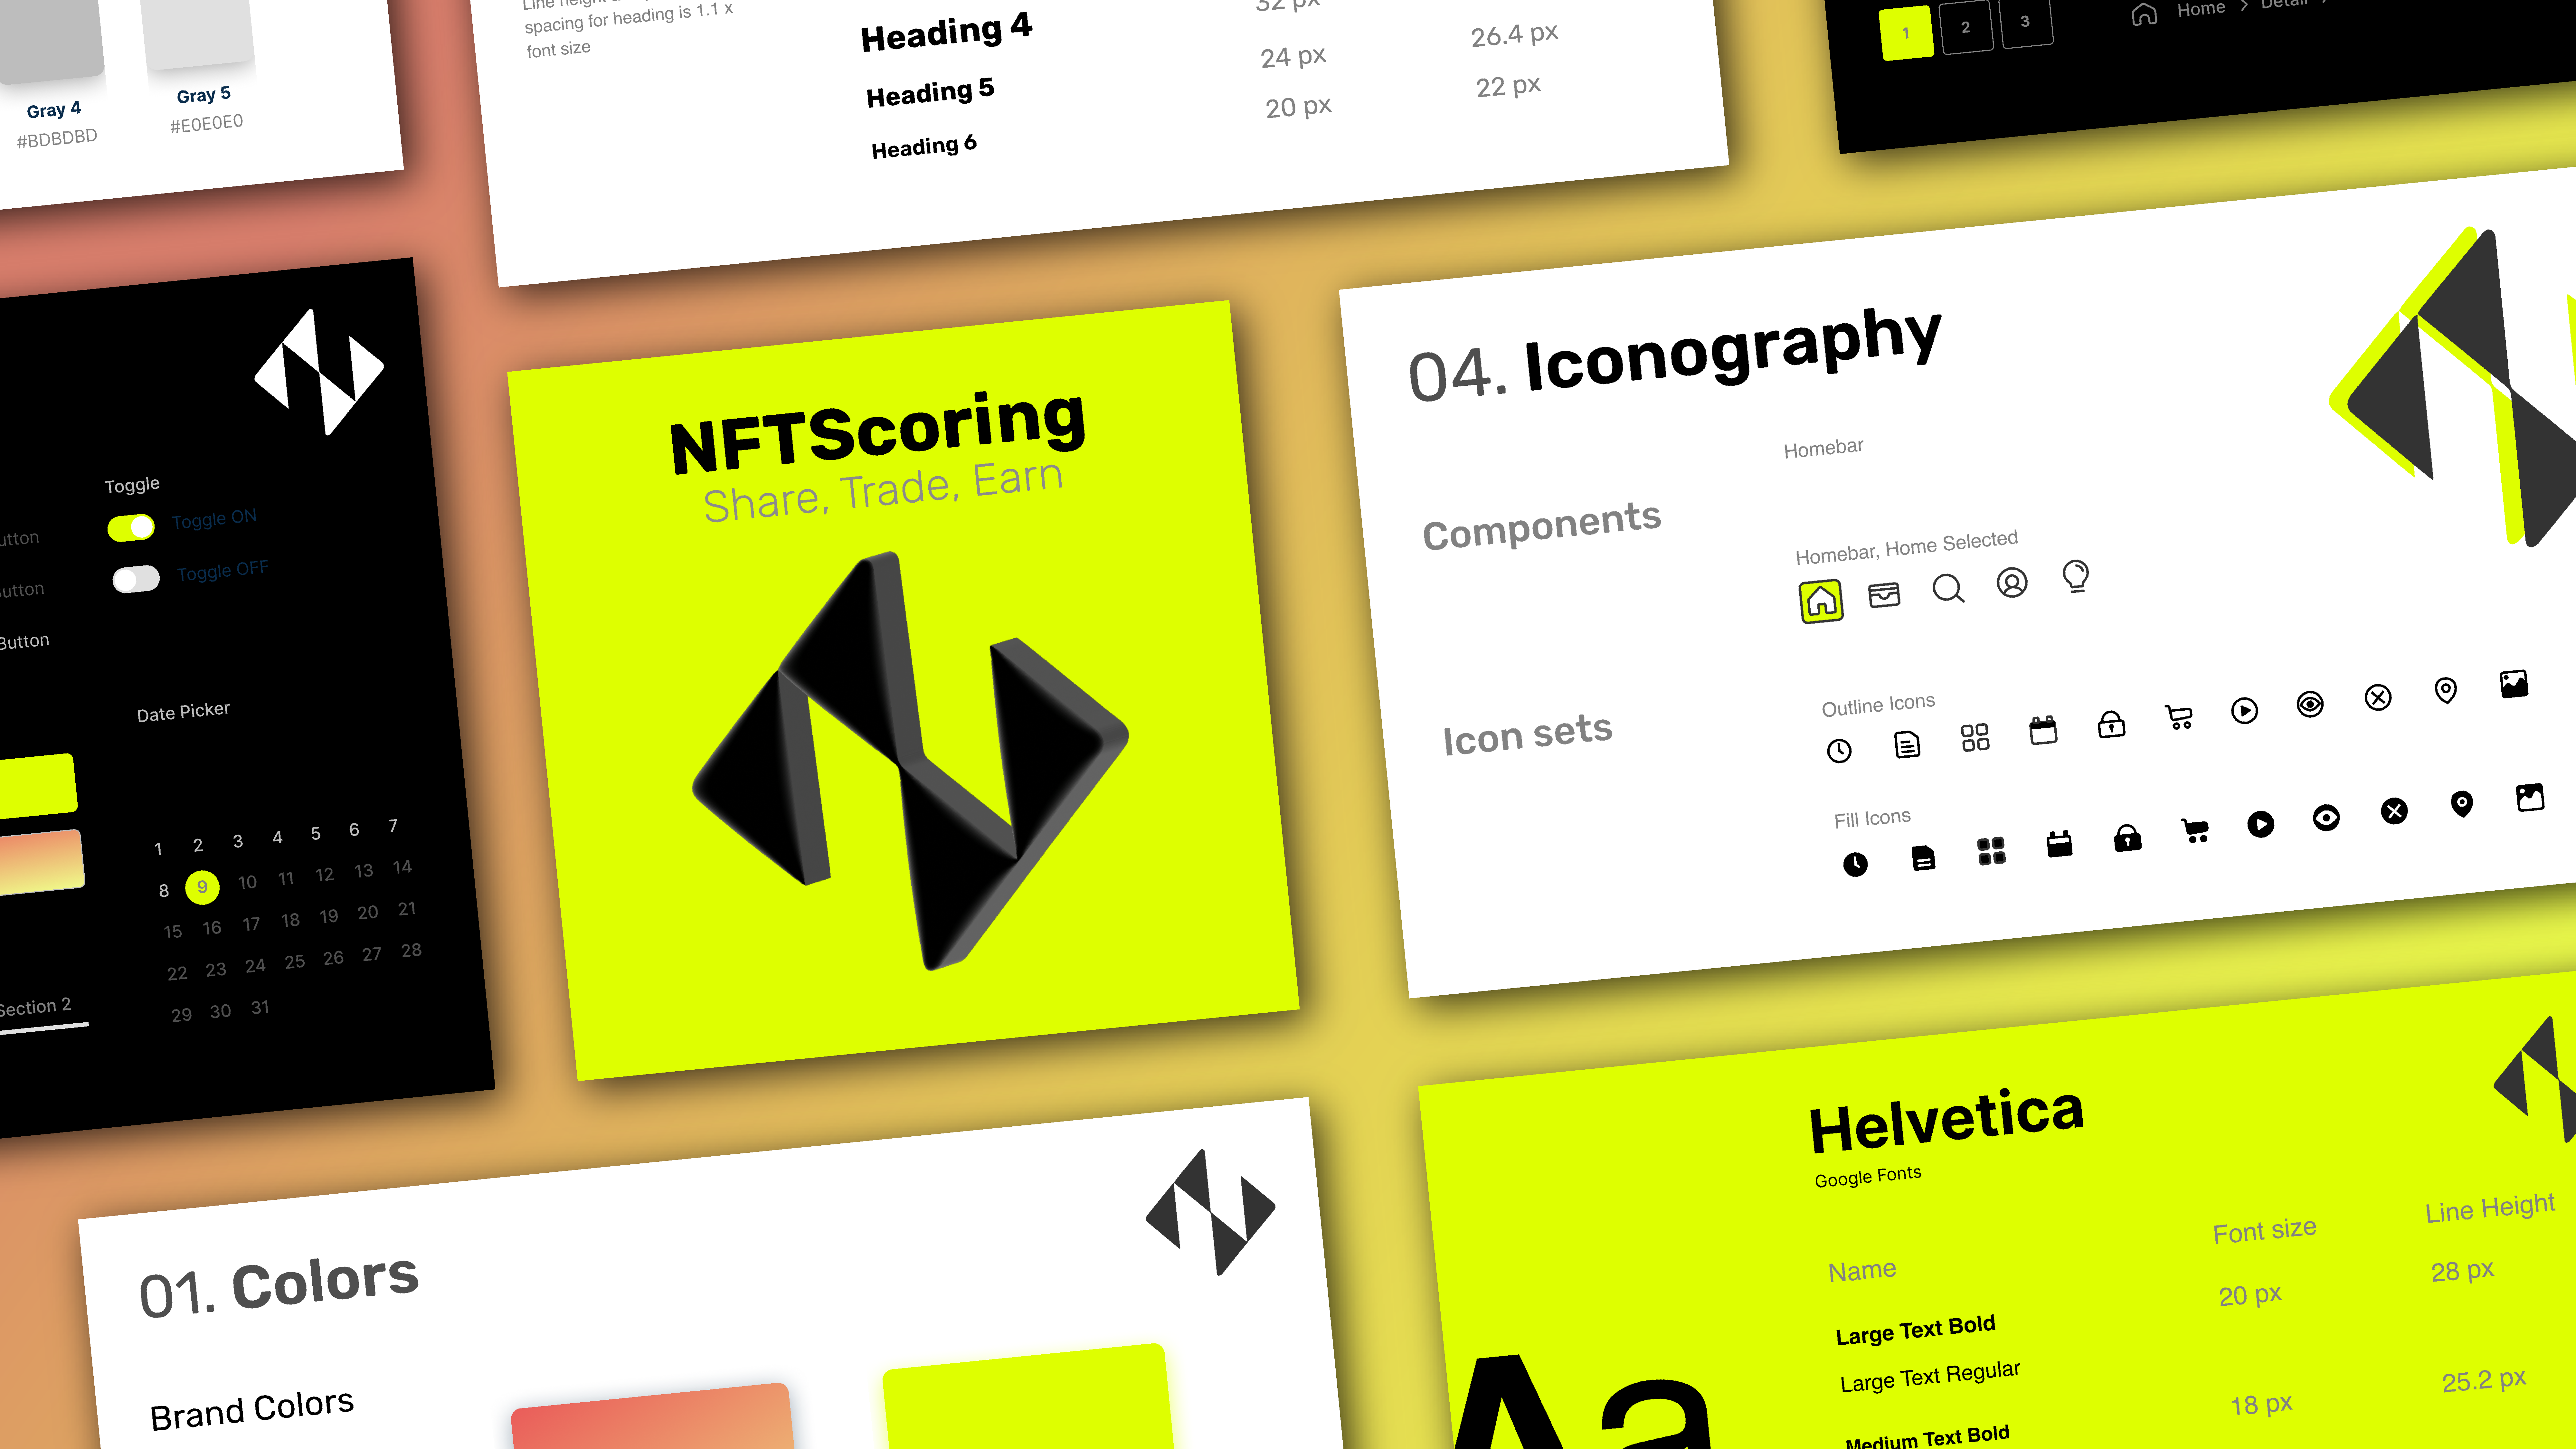 Gray 4
#BDBDBD
Gray 5
#E0E0E0
spacing for heading is 1.1 x
font size
Heading 4
Heading 5
Heading 6
32 px
24 px
20 px
26.4 px
22 px
1 2 3
Home > Detail >
Toggle
Toggle ON
Toggle OFF
Button
Date Picker
1 2 3 4 5 6 7
8 9 10 11 12 13 14
15 16 17 18 19 20 21
22 23 24 25 26 27 28
29 30 31
Section 2
NFTScoring
Share, Trade, Earn
04. Iconography
Components
Homebar
Homebar, Home Selected
Icon sets
Outline Icons
Fill Icons
01. Colors
Brand Colors
Helvetica
Google Fonts
Name Font size Line Height
Large Text Bold 20 px 28 px
Large Text Regular
Medium Text Bold 18 px 25.2 px
Aa